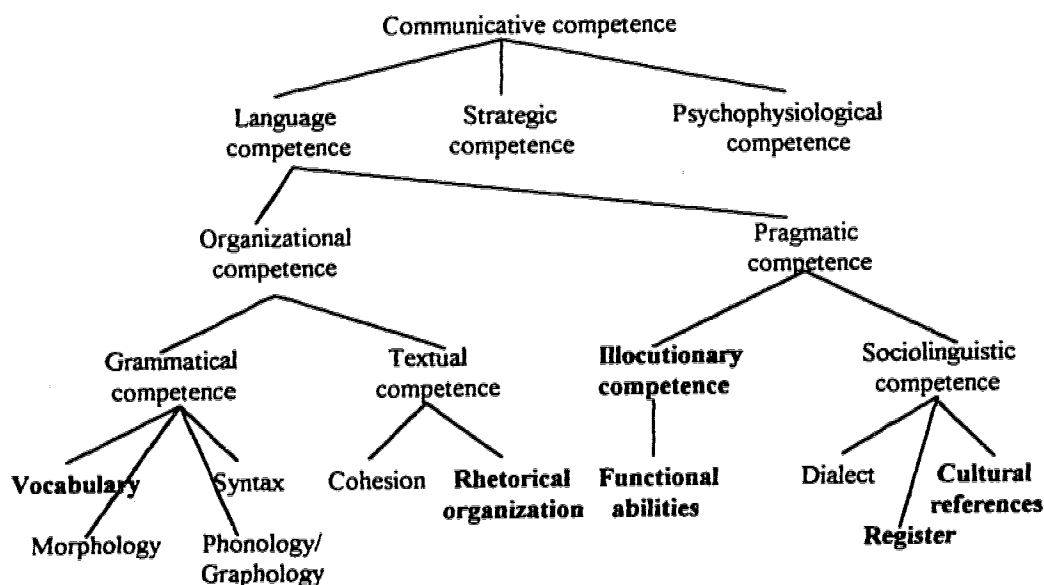 Communicative competence
Language
competence
Strategic
competence
Psychophysiological
competence
Organizational
competence
Pragmatic
competence
Grammatical
competence
Textual
competence
Illocutionary
competence
Sociolinguistic
competence
Vocabulary
Syntax
Cohesion
Rhetorical
organization
Functional
abilities
Dialect
Cultural
references
Morphology
Phonology/
Graphology
Register